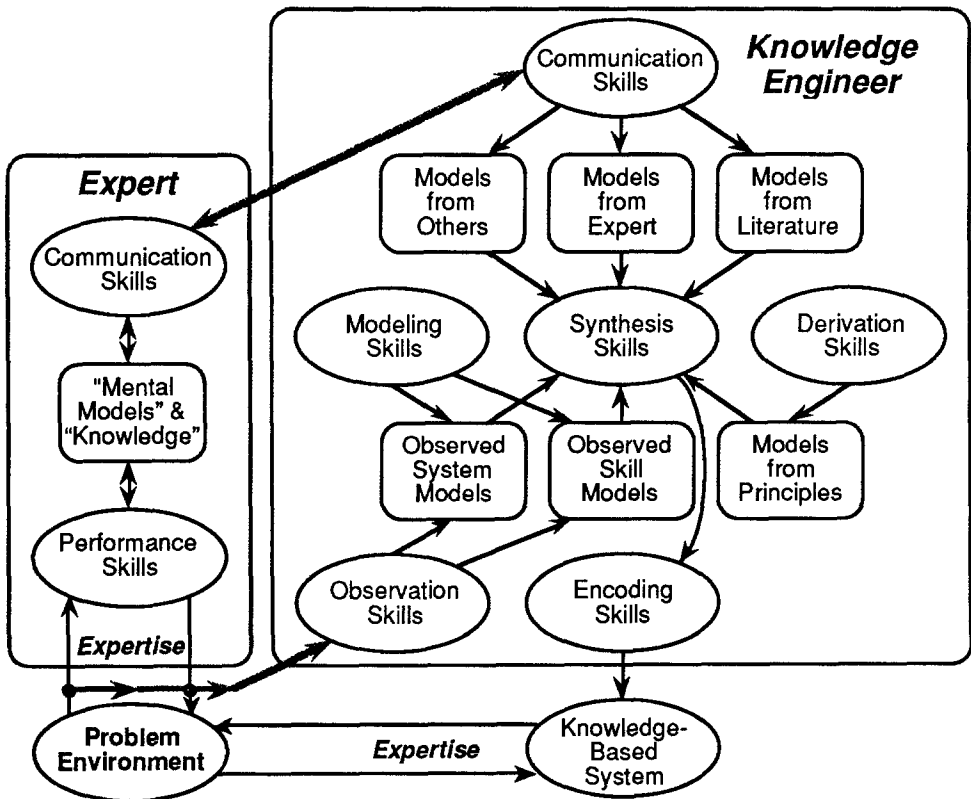 Knowledge
Engineer
Communication
Skills
Models
from
Others
Models
from
Expert
Models
from
Literature
Expert
Communication
Skills
Modeling
Skills
Synthesis
Skills
Derivation
Skills
"Mental
Models" &
"Knowledge"
Observed
System
Models
Observed
Skill
Models
Models
from
Principles
Performance
Skills
Observation
Skills
Encoding
Skills
Expertise
Problem
Environment
Expertise
Knowledge-
Based
System